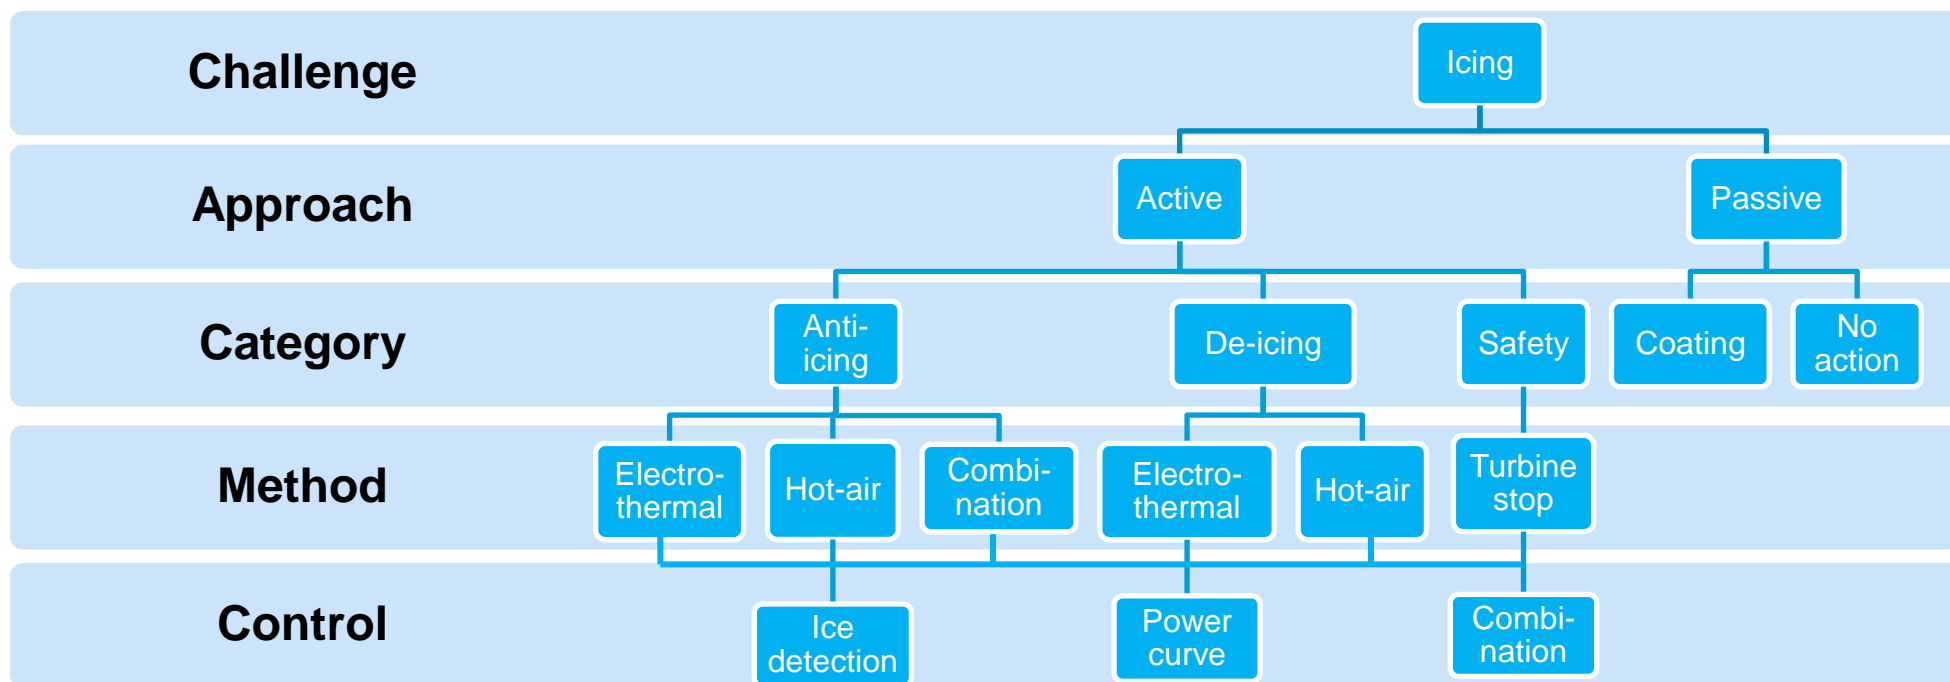 Challenge
Icing
Approach
Active
Passive
Category
Anti-
icing
De-icing
Safety
Coating
No
action
Method
Electro-
thermal
Hot-air
Combi-
nation
Electro-
thermal
Hot-air
Turbine
stop
Control
Ice
detection
Power
curve
Combi-
nation